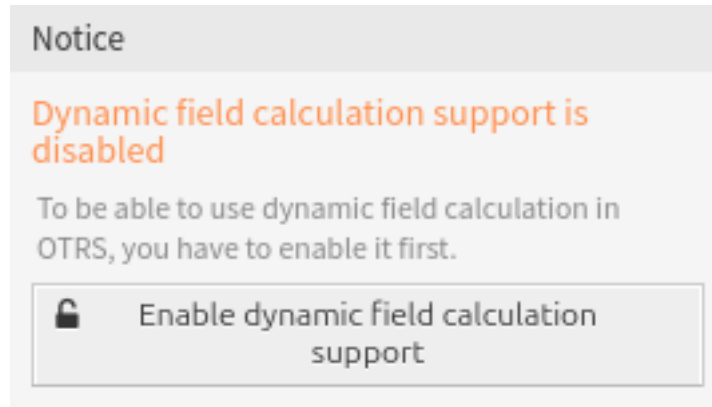 Notice
Dynamic field calculation support is
disabled
To be able to use dynamic field calculation in
OTRS, you have to enable it first.
Enable dynamic field calculation
support